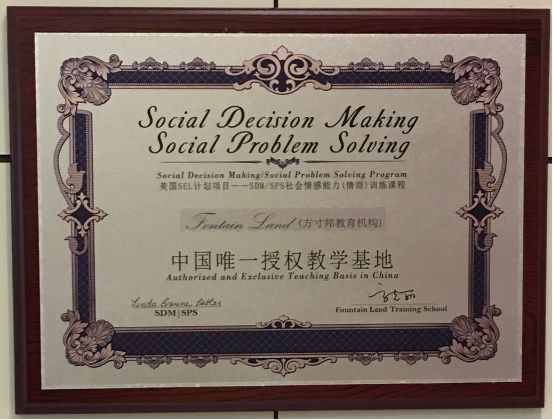 Social Decision Making
Social Problem Solving
Social Decision Making/Social Problem Solving Program
美国SEL计划项目——SDM/SPS社会情感能力(情商)训练课程
Fontain Land (方寸邦教育机构)
中国唯一授权教学基地
Authorized and Exclusive Teaching Basis in China
SDM|SPS
Fountain Land Training School